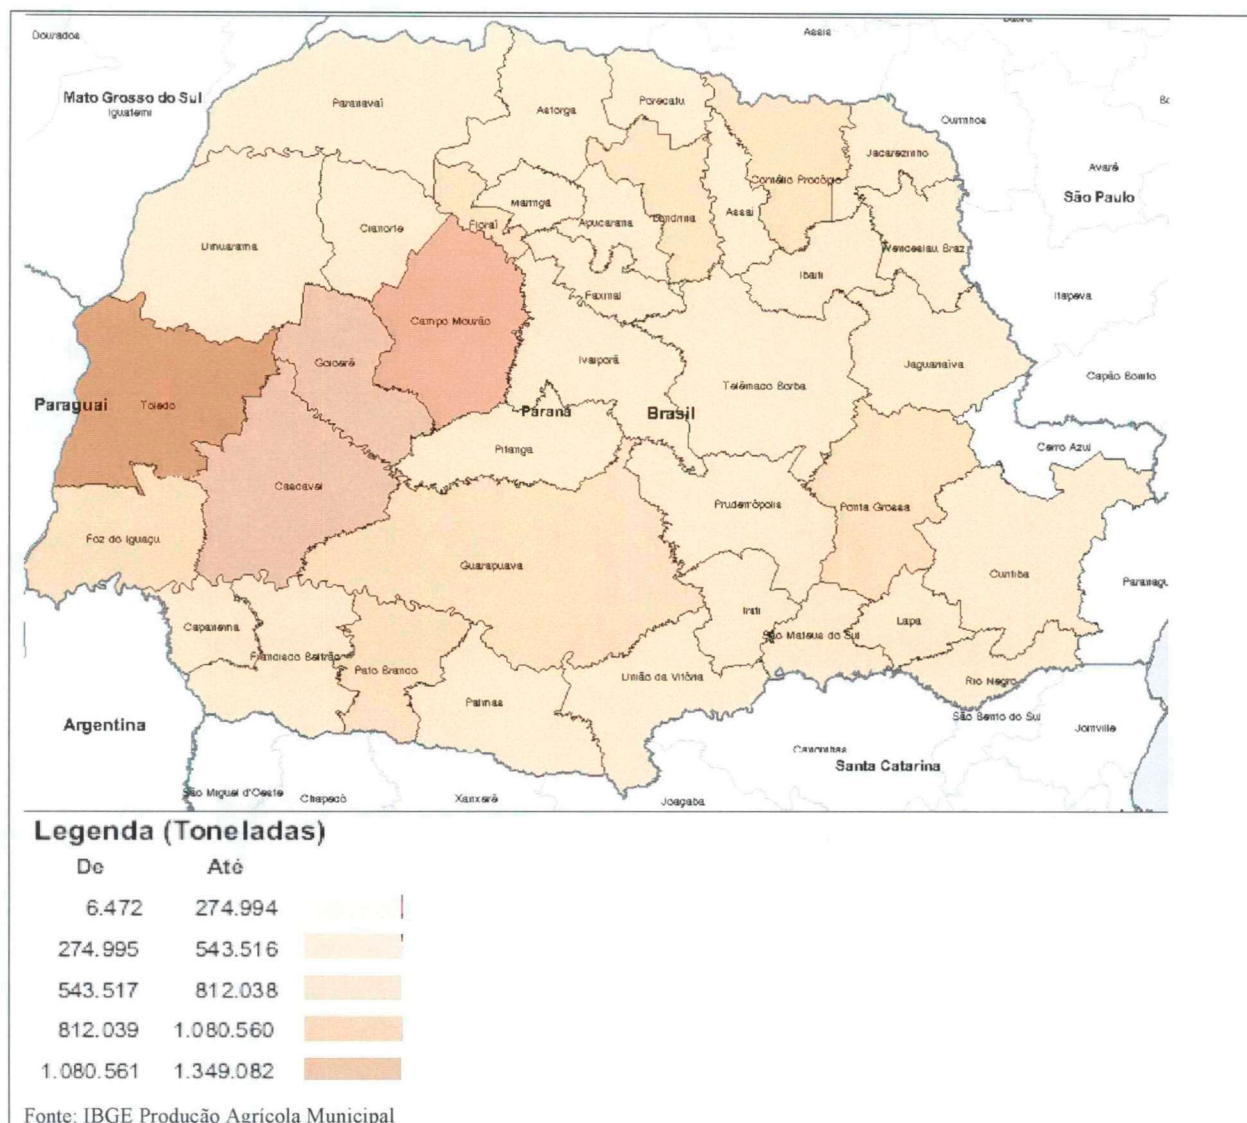 Dourados
Assis
Mato Grosso do Sul
Iguatemi
Paranavaí
Astorga
Porecatu
Ourinhos
Jacarezinho
Cornélio Procópio
Avaré
São Paulo
Maringá
Apucarana
Londrina
Assaí
Floraí
Cianorte
Umuarama
Wenceslau Braz
Ibaiti
Itapeva
Faxinal
Campo Mourão
Goioerê
Ivaiporã
Jaguariaíva
Telêmaco Borba
Capão Bonito
Paraguai
Toledo
Paraná
Brasil
Pitanga
Cerro Azul
Cascavel
Prudentópolis
Ponta Grossa
Foz do Iguaçu
Guarapuava
Curitiba
Paranagu
Capanema
Irati
Lapa
São Mateus do Sul
Francisco Beltrão
Pato Branco
União da Vitória
Rio Negro
Palmas
Argentina
São Bento do Sul
Joinville
Canoinhas
Santa Catarina
São Miguel d'Oeste
Chapecó
Xanxerê
Joaçaba
Legenda (Toneladas)
De Até
6.472 274.994
274.995 543.516
543.517 812.038
812.039 1.080.560
1.080.561 1.349.082
Fonte: IBGE Produção Agrícola Municipal